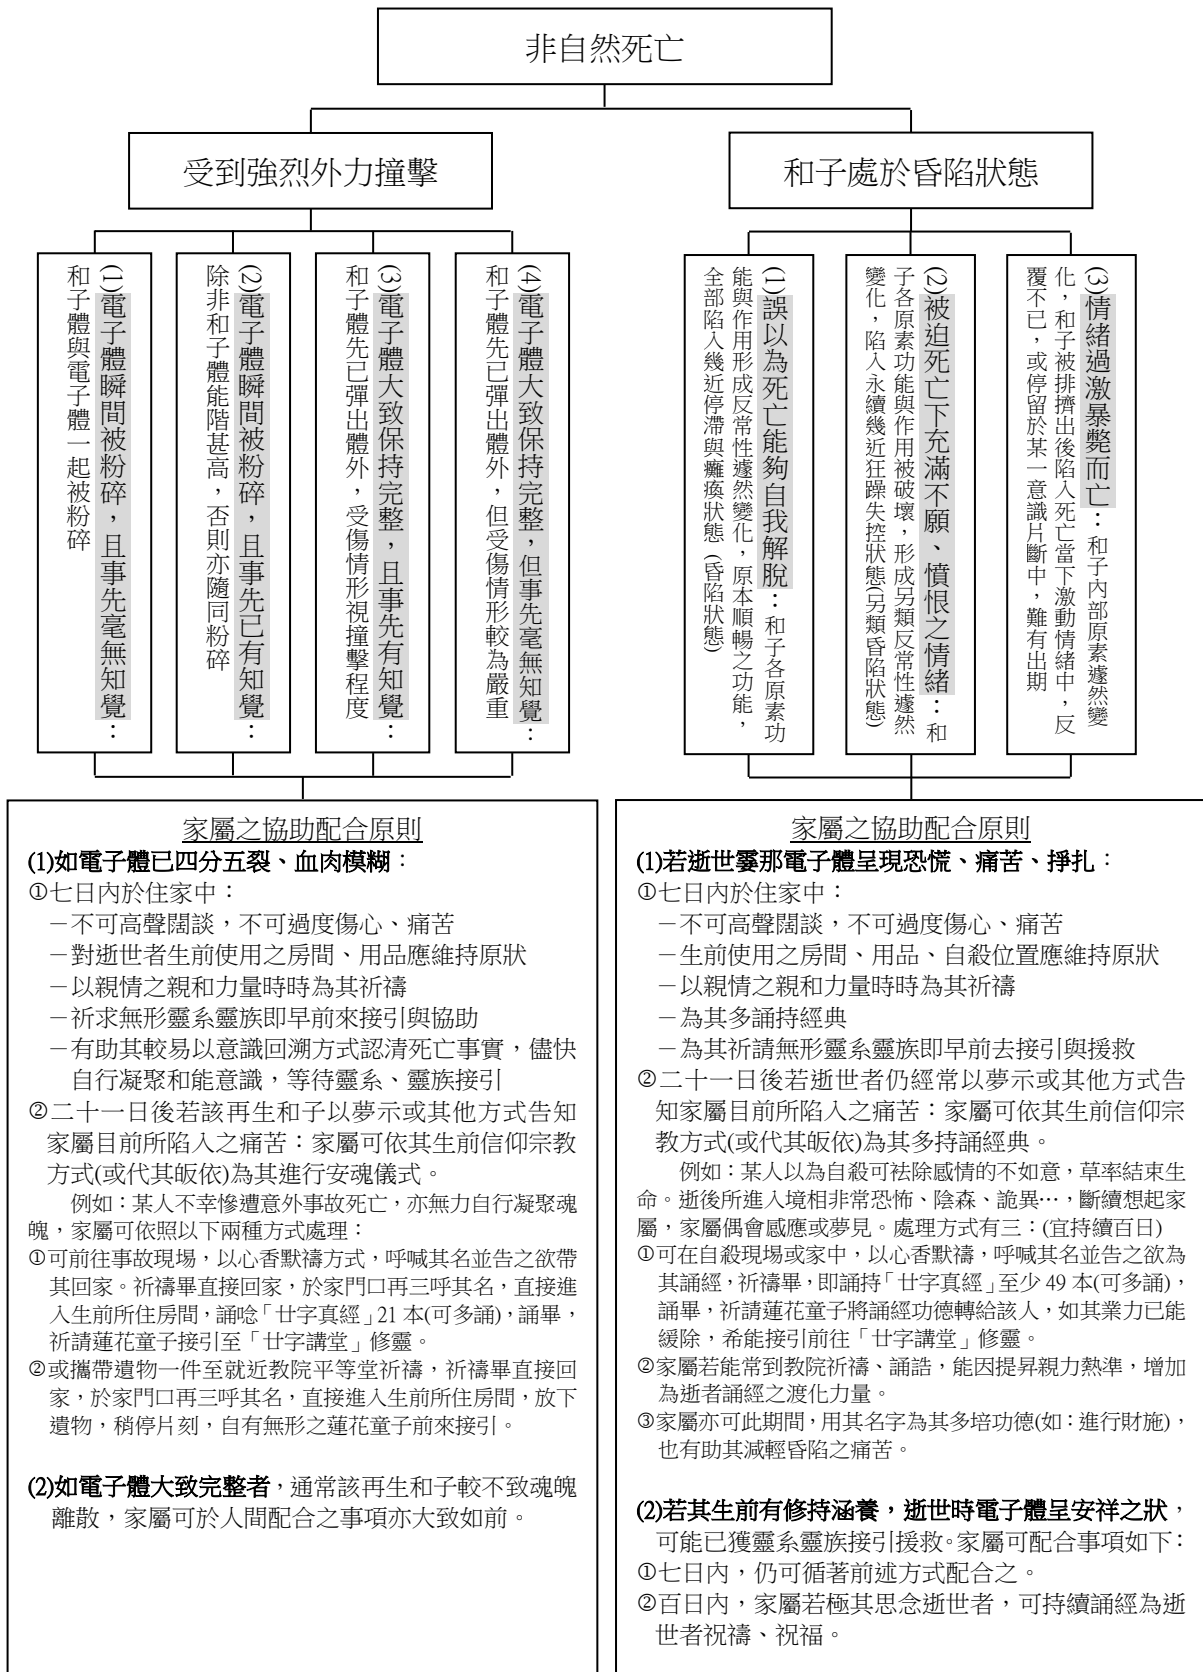 非自然死亡
受到強烈外力撞擊
和子處於昏陷狀態
(1)電子體瞬間被粉碎，且事先毫無知覺：
和子體與電子體一起被粉碎
(2)電子體瞬間被粉碎，且事先已有知覺：
除非和子體能階甚高，否則亦隨同粉碎
(3)電子體大致保持完整，且事先有知覺：
和子體先已彈出體外，受傷情形視撞擊程度
(4)電子體大致保持完整，但事先毫無知覺：
和子體先已彈出體外，但受傷情形較為嚴重
(1)誤以為死亡能夠自我解脫：和子各原素功
能與作用形成反常性遽然變化，原本順暢之功能，
全部陷入幾近停滯與癱瘓狀態 (昏陷狀態)
(2)被迫死亡下充滿不願、憤恨之情緒：和
子各原素功能與作用被破壞，形成另類反常性遽然
變化，陷入永續幾近狂躁失控狀態(另類昏陷狀態)
(3)情緒過激暴斃而亡：和子內部原素遽然變
化，和子被排擠出後陷入死亡當下激動情緒中，反
覆不已，或停留於某一意識片斷中，難有出期
家屬之協助配合原則
(1)如電子體已四分五裂、血肉模糊：
①七日內於住家中：
－不可高聲闊談，不可過度傷心、痛苦
－對逝世者生前使用之房間、用品應維持原狀
－以親情之親和力量時時為其祈禱
－祈求無形靈系靈族即早前來接引與協助
－有助其較易以意識回溯方式認清死亡事實，儘快
自行凝聚和能意識，等待靈系、靈族接引
②二十一日後若該再生和子以夢示或其他方式告知
家屬目前所陷入之痛苦：家屬可依其生前信仰宗教
方式(或代其皈依)為其進行安魂儀式。
例如：某人不幸慘遭意外事故死亡，亦無力自行凝聚魂
魄，家屬可依照以下兩種方式處理：
①可前往事故現場，以心香默禱方式，呼喊其名並告之欲帶
其回家。祈禱畢直接回家，於家門口再三呼其名，直接進
入生前所住房間，誦唸「廿字真經」21 本(可多誦)，誦畢，
祈請蓮花童子接引至「廿字講堂」修靈。
②或攜帶遺物一件至就近教院平等堂祈禱，祈禱畢直接回
家，於家門口再三呼其名，直接進入生前所住房間，放下
遺物，稍停片刻，自有無形之蓮花童子前來接引。
(2)如電子體大致完整者，通常該再生和子較不致魂魄
離散，家屬可於人間配合之事項亦大致如前。
家屬之協助配合原則
(1)若逝世霎那電子體呈現恐慌、痛苦、掙扎：
①七日內於住家中：
－不可高聲闊談，不可過度傷心、痛苦
－生前使用之房間、用品、自殺位置應維持原狀
－以親情之親和力量時時為其祈禱
－為其多誦持經典
－為其祈請無形靈系靈族即早前去接引與援救
②二十一日後若逝世者仍經常以夢示或其他方式告
知家屬目前所陷入之痛苦：家屬可依其生前信仰宗
教方式(或代其皈依)為其多持誦經典。
例如：某人以為自殺可袪除感情的不如意，草率結束生
命。逝後所進入境相非常恐怖、陰森、詭異…，斷續想起家
屬，家屬偶會感應或夢見。處理方式有三：(宜持續百日)
①可在自殺現場或家中，以心香默禱，呼喊其名並告之欲為
其誦經，祈禱畢，即誦持「廿字真經」至少 49 本(可多誦)，
誦畢，祈請蓮花童子將誦經功德轉給該人，如其業力已能
緩除，希能接引前往「廿字講堂」修靈。
②家屬若能常到教院祈禱、誦誥，能因提昇親力熱準，增加
為逝者誦經之渡化力量。
③家屬亦可此期間，用其名字為其多培功德(如：進行財施)，
也有助其減輕昏陷之痛苦。
(2)若其生前有修持涵養，逝世時電子體呈安祥之狀，
可能已獲靈系靈族接引援救。家屬可配合事項如下：
①七日內，仍可循著前述方式配合之。
②百日內，家屬若極其思念逝世者，可持續誦經為逝
世者祝禱、祝福。